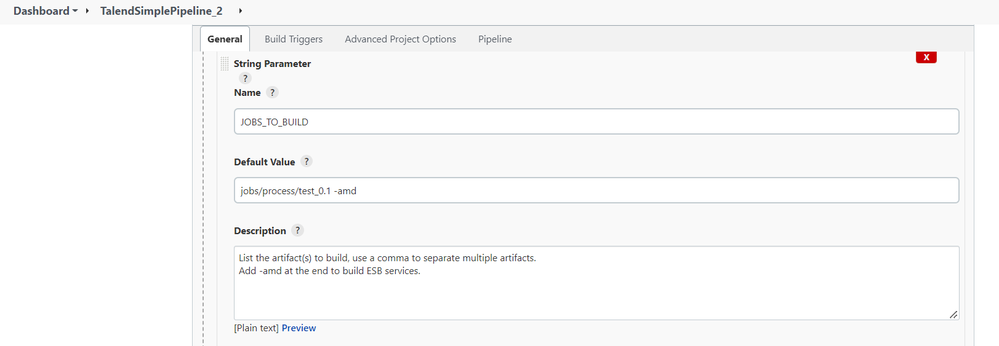 Dashboard TalendSimplePipeline_2
General Build Triggers Advanced Project Options Pipeline
String Parameter
X
?
Name ?
JOBS_TO_BUILD
Default Value ?
jobs/process/test_0.1 -amd
Description ?
List the artifact(s) to build, use a comma to separate multiple artifacts.
Add -amd at the end to build ESB services.
[Plain text] Preview